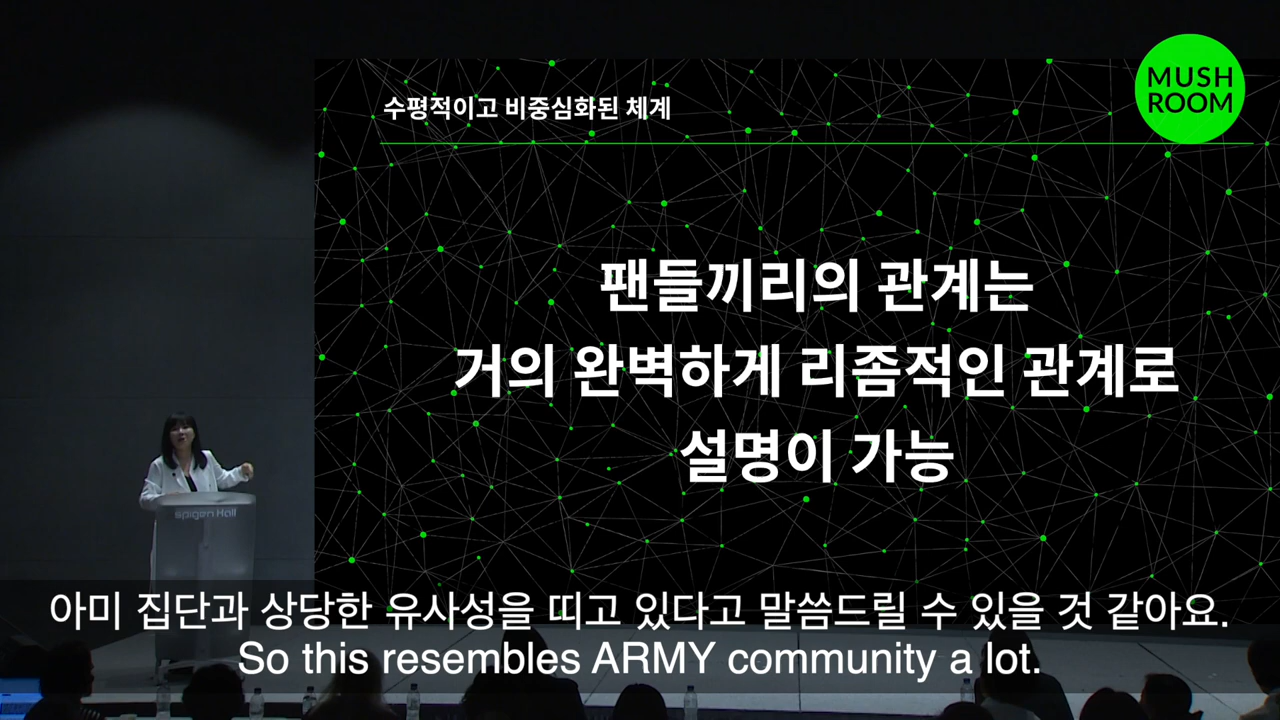 MUSH
ROOM
수평적이고 비중심화된 체계
팬들끼리의 관계는
거의 완벽하게 리좀적인 관계로
설명이 가능
spigen Hall
아미 집단과 상당한 유사성을 띠고 있다고 말씀드릴 수 있을 것 같아요.
So this resembles ARMY community a lot.